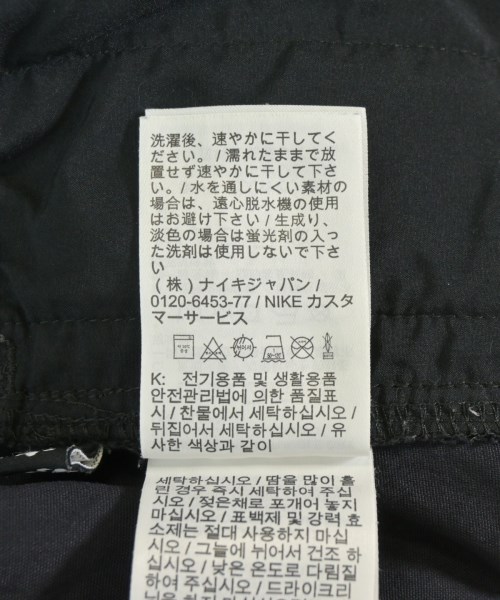 洗濯後、速やかに干してく
ださい。/ 濡れたままで放
置せず速やかに干して下さ
い。/ 水を通しにくい素材の
場合は、遠心脱水機の使用
はお避け下さい / 生成り、
淡色の場合は蛍光剤の入っ
た洗剤は使用しないで下さ
い
(株) ナイキジャパン /
0120-6453-77 / NIKE カスタ
マーサービス
K: 전기용품 및 생활용품
안전관리법에 의한 품질표
시 / 찬물에서 세탁하십시오 /
뒤집어서 세탁하십시오 / 유
사한 색상과 같이
세탁하십시오 / 땀을 많이 흘
린 경우 즉시 세탁하여 주십
시오 / 젖은채로 포개어 놓지
마십시오 / 표백제 및 강력 효
소제는 절대 사용하지 마십
시오 / 그늘에 뉘어서 건조 하
십시오 / 낮은 온도로 다림질
하여 주십시오 / 드라이크리